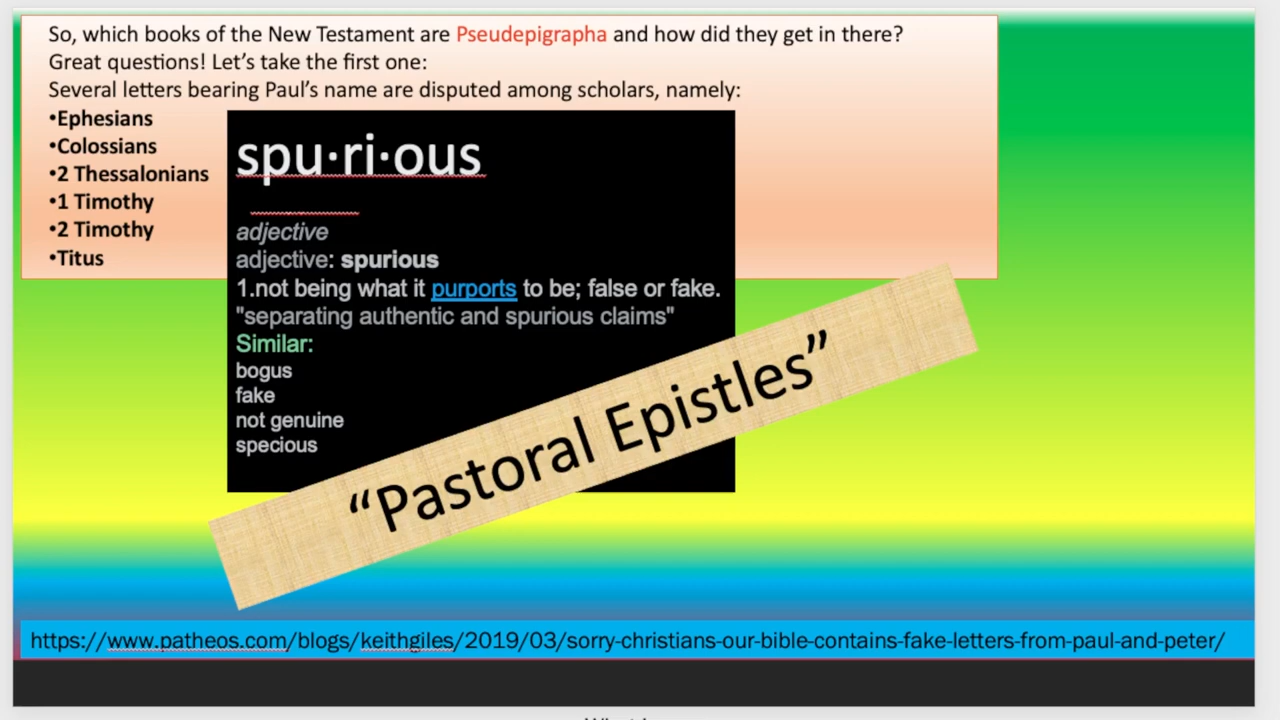 So, which books of the New Testament are Pseudepigrapha and how did they get in there?
Great questions! Let’s take the first one:
Several letters bearing Paul’s name are disputed among scholars, namely:
•Ephesians
•Colossians
•2 Thessalonians
•1 Timothy
•2 Timothy
•Titus
spu·ri·ous
adjective
adjective: spurious
1.not being what it purports to be; false or fake.
"separating authentic and spurious claims"
Similar:
bogus
fake
not genuine
specious
“Pastoral Epistles”
https://www.patheos.com/blogs/keithgiles/2019/03/sorry-christians-our-bible-contains-fake-letters-from-paul-and-peter/